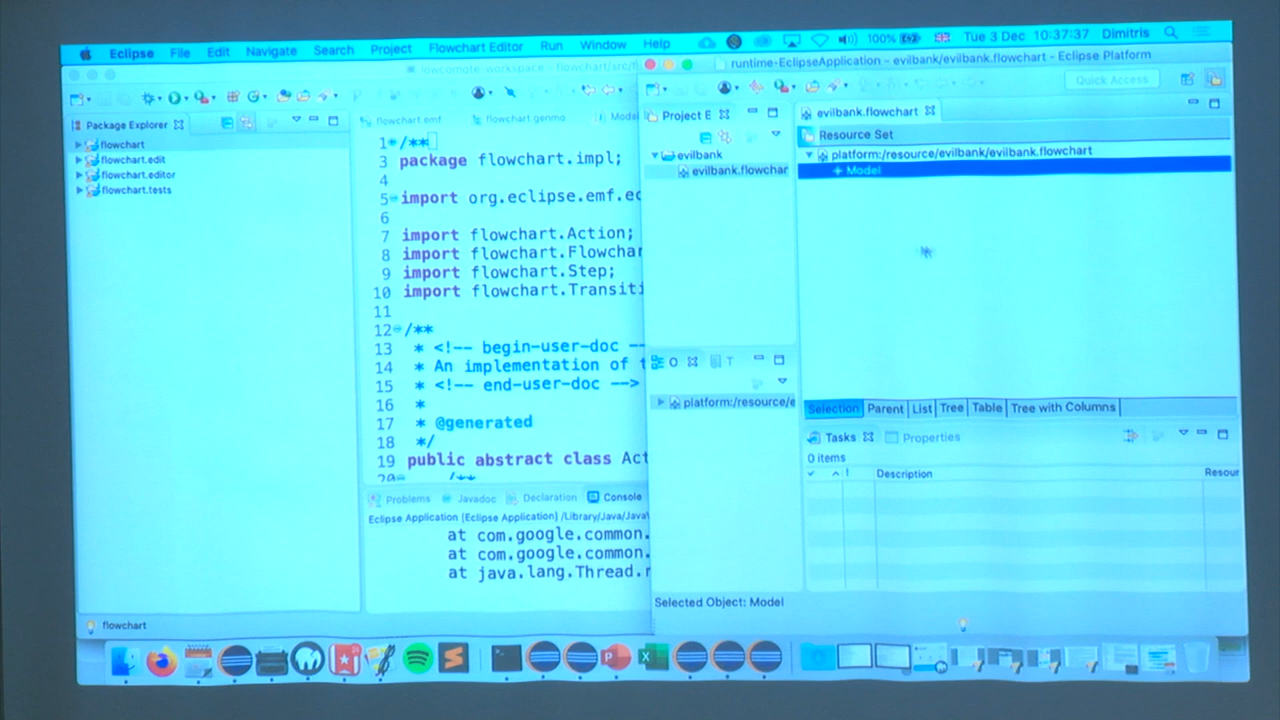 Eclipse File Edit Navigate Search Project Flowchart Editor Run Window Help 100% Tue 3 Dec 10:37:37 Dimitris
lowcomote-workspace - flowchart/src/f
Package Explorer
flowchart
flowchart.edit
flowchart.editor
flowchart.tests
flowchart.emf flowchart.genmo Model
1 /**
3 package flowchart.impl;
4
5 import org.eclipse.emf.ec
6
7 import flowchart.Action;
8 import flowchart.Flowchar
9 import flowchart.Step;
10 import flowchart.Transiti
11
12 /**
13 * <!-- begin-user-doc --
14 * An implementation of t
15 * <!-- end-user-doc -->
16 *
17 * @generated
18 */
19 public abstract class Act
20 /**
Problems Javadoc Declaration Console
Eclipse Application [Eclipse Application] /Library/Java/Java
at com.google.common.
at com.google.common.
at java.lang.Thread.r
flowchart
runtime-EclipseApplication - evilbank/evilbank.flowchart - Eclipse Platform
Quick Access
Project E
evilbank
evilbank.flowchar
O T
platform:/resource/e
evilbank.flowchart
Resource Set
platform:/resource/evilbank/evilbank.flowchart
Model
Selection Parent List Tree Table Tree with Columns
Tasks Properties
0 items
! Description Resour
Selected Object: Model